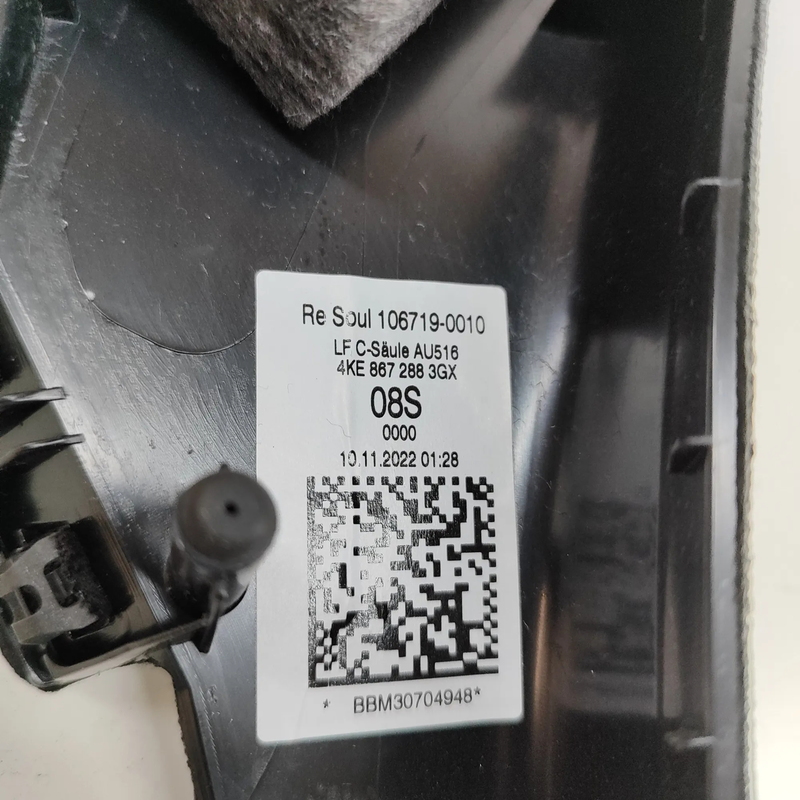 Re Soul 106719-0010
LF C-Säule AU516
4KE 867 288 3GX
08S
0000
10.11.2022 01:28
* BBM30704948*